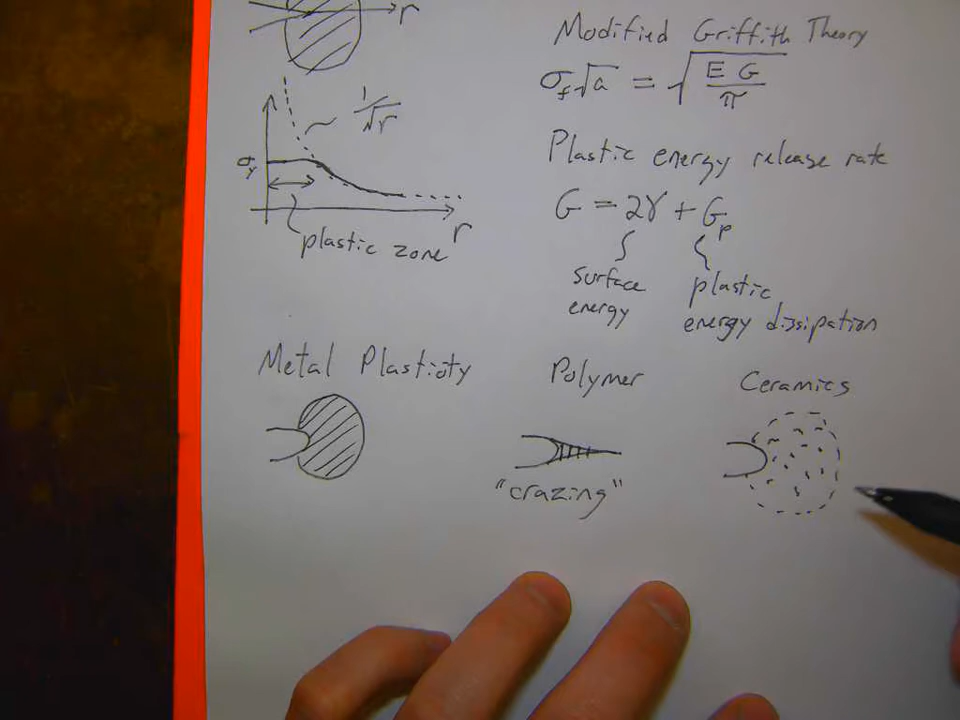 r
1/√r
σy
plastic zone
r
Modified Griffith Theory
σf√a = √(E G/π)
Plastic energy release rate
G = 2γ + Gp
surface
energy
plastic
energy dissipation
Metal Plasticity
Polymer
"crazing"
Ceramics